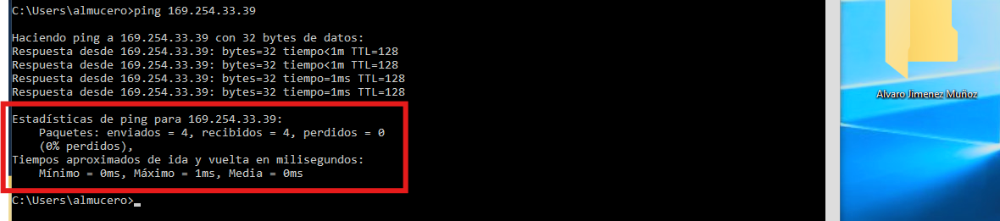 C:\Users\almucero>ping 169.254.33.39
Haciendo ping a 169.254.33.39 con 32 bytes de datos:
Respuesta desde 169.254.33.39: bytes=32 tiempo<1m TTL=128
Respuesta desde 169.254.33.39: bytes=32 tiempo<1m TTL=128
Respuesta desde 169.254.33.39: bytes=32 tiempo=1ms TTL=128
Respuesta desde 169.254.33.39: bytes=32 tiempo=1ms TTL=128
Estadísticas de ping para 169.254.33.39:
    Paquetes: enviados = 4, recibidos = 4, perdidos = 0
    (0% perdidos),
Tiempos aproximados de ida y vuelta en milisegundos:
    Mínimo = 0ms, Máximo = 1ms, Media = 0ms
C:\Users\almucero>
Alvaro Jimenez Muñoz